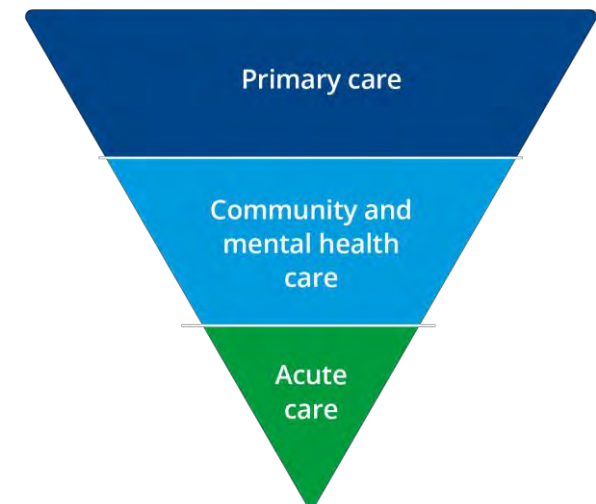 Primary care
Community and
mental health
care
Acute
care